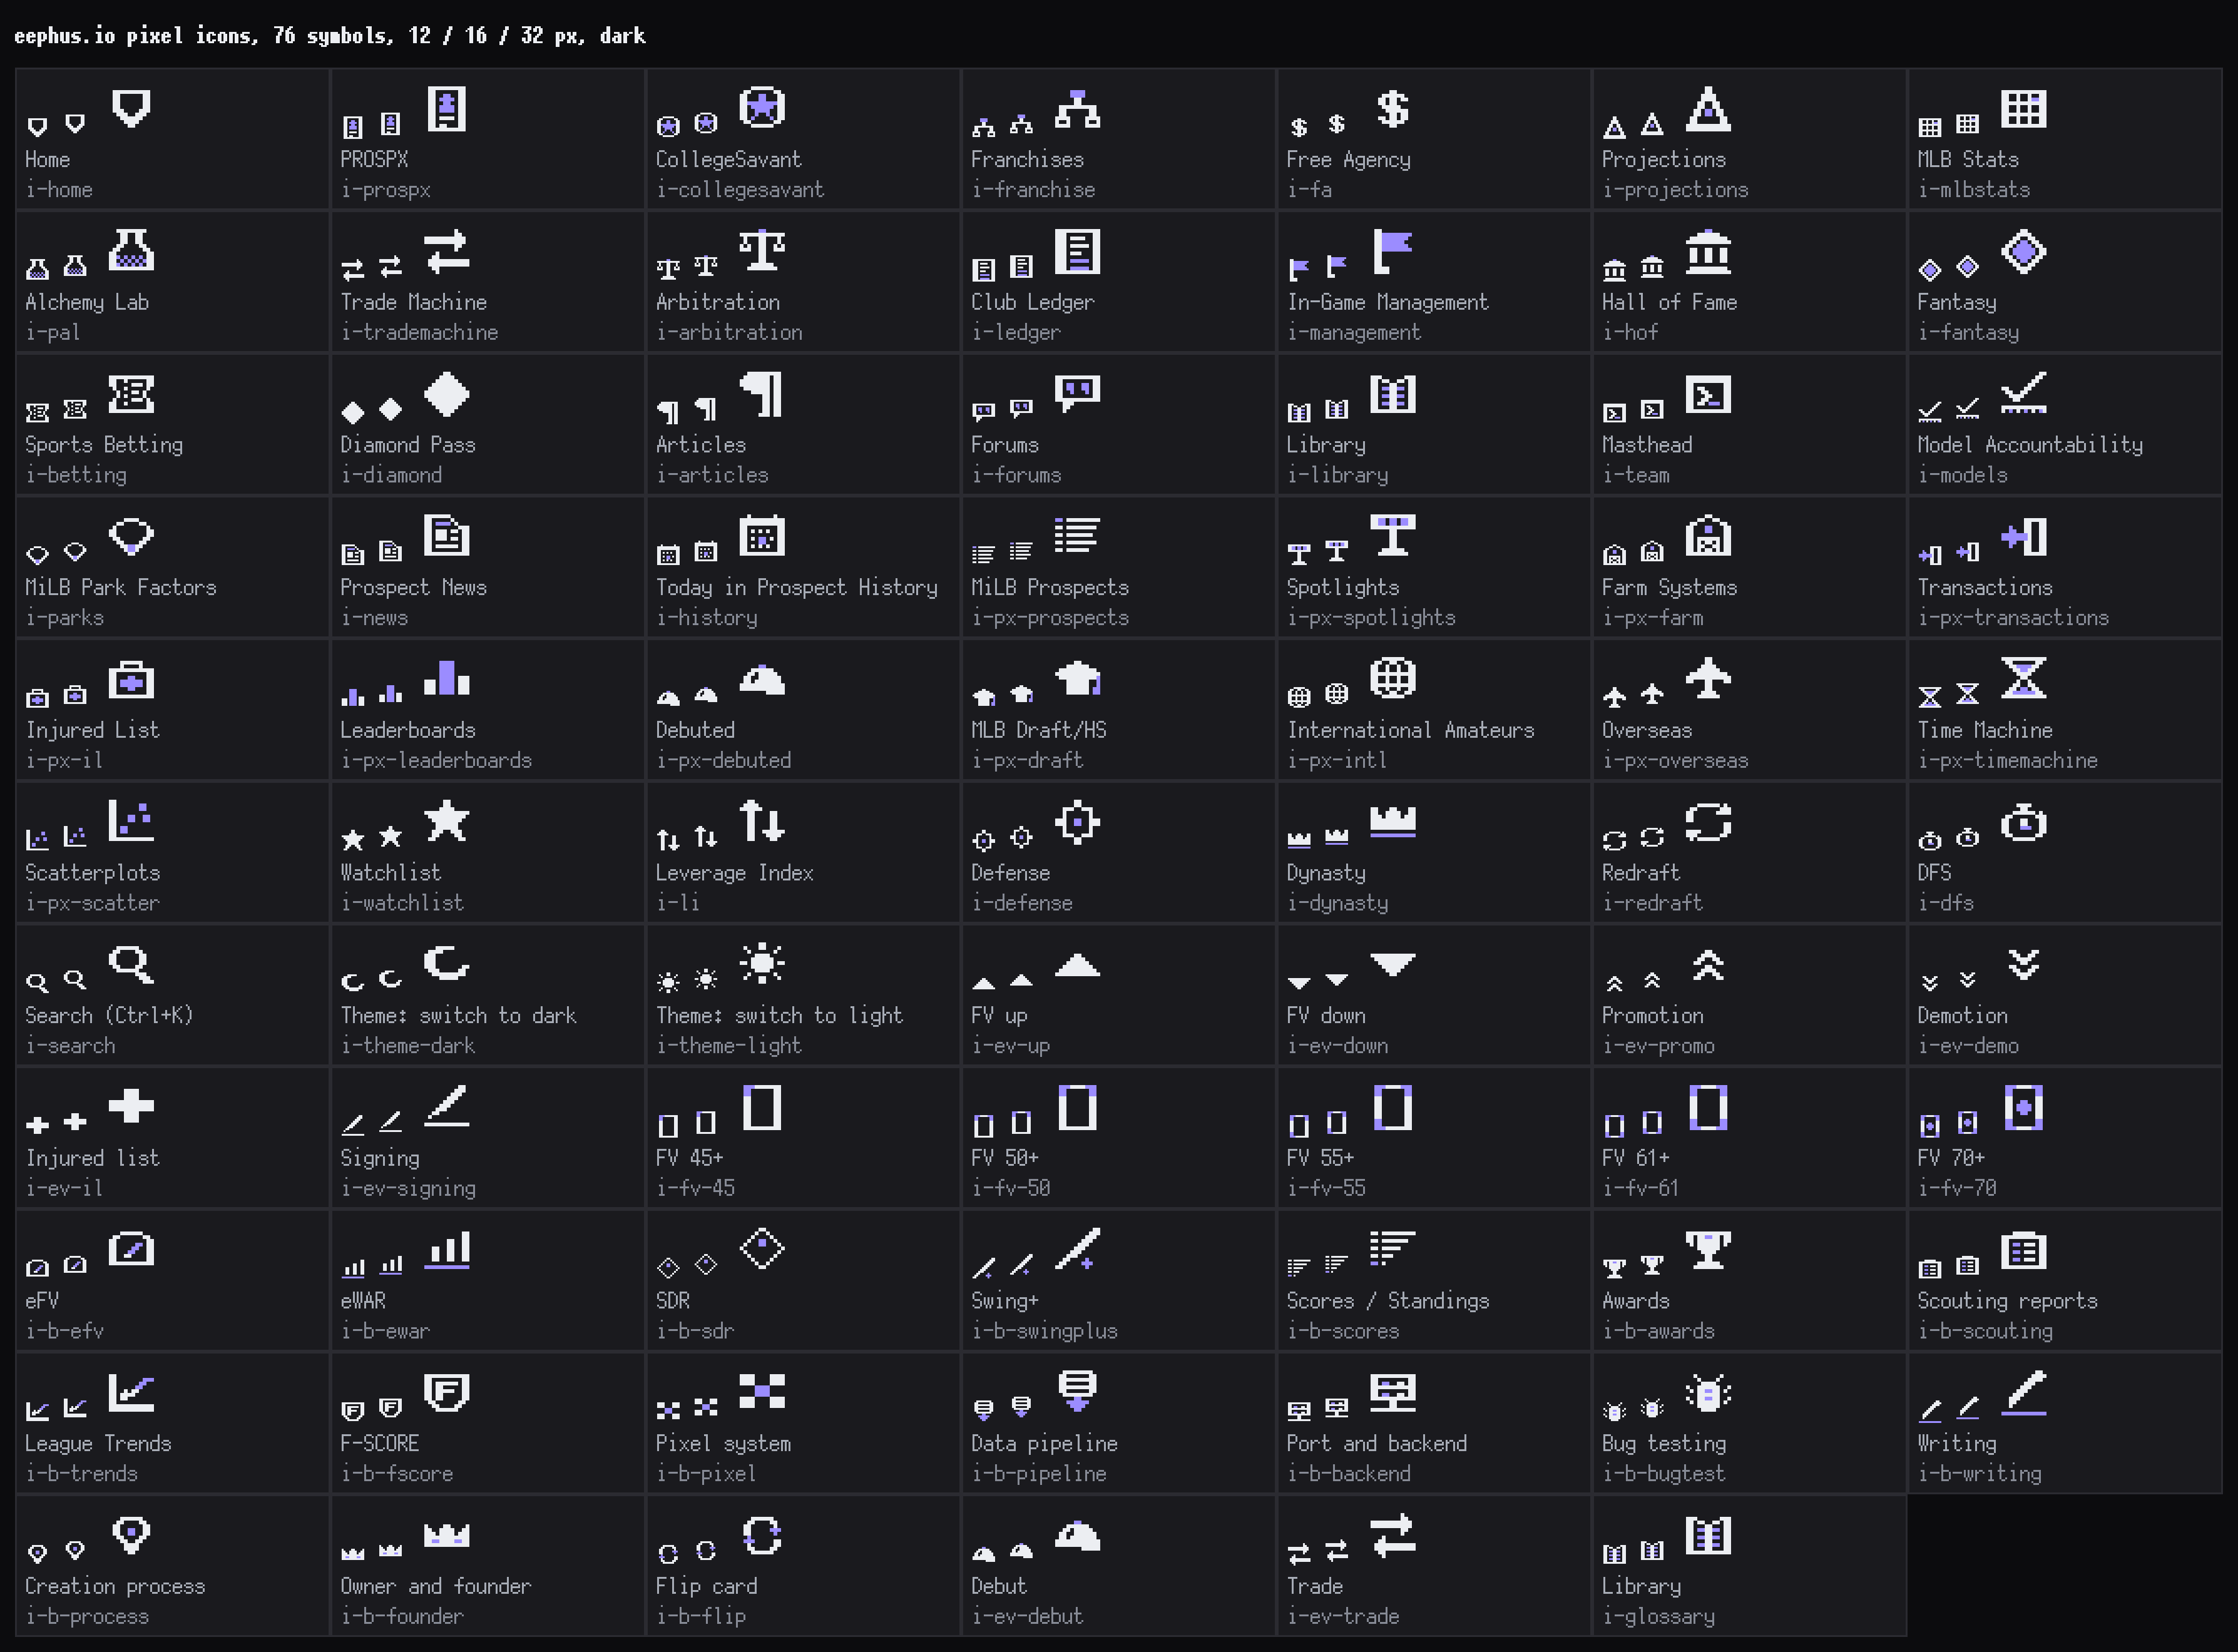 eephus.io pixel icons, 76 symbols, 12 / 16 / 32 px, dark
Home
i-home
PROSPX
i-prospx
CollegeSavant
i-collegesavant
Franchises
i-franchise
Free Agency
i-fa
Projections
i-projections
MLB Stats
i-mlbstats
Alchemy Lab
i-pal
Trade Machine
i-trademachine
Arbitration
i-arbitration
Club Ledger
i-ledger
In-Game Management
i-management
Hall of Fame
i-hof
Fantasy
i-fantasy
Sports Betting
i-betting
Diamond Pass
i-diamond
Articles
i-articles
Forums
i-forums
Library
i-library
Masthead
i-team
Model Accountability
i-models
MiLB Park Factors
i-parks
Prospect News
i-news
Today in Prospect History
i-history
MiLB Prospects
i-px-prospects
Spotlights
i-px-spotlights
Farm Systems
i-px-farm
Transactions
i-px-transactions
Injured List
i-px-il
Leaderboards
i-px-leaderboards
Debuted
i-px-debuted
MLB Draft/HS
i-px-draft
International Amateurs
i-px-intl
Overseas
i-px-overseas
Time Machine
i-px-timemachine
Scatterplots
i-px-scatter
Watchlist
i-watchlist
Leverage Index
i-li
Defense
i-defense
Dynasty
i-dynasty
Redraft
i-redraft
DFS
i-dfs
Search (Ctrl+K)
i-search
Theme: switch to dark
i-theme-dark
Theme: switch to light
i-theme-light
FV up
i-ev-up
FV down
i-ev-down
Promotion
i-ev-promo
Demotion
i-ev-demo
Injured list
i-ev-il
Signing
i-ev-signing
FV 45+
i-fv-45
FV 50+
i-fv-50
FV 55+
i-fv-55
FV 61+
i-fv-61
FV 70+
i-fv-70
eFV
i-b-efv
eWAR
i-b-ewar
SDR
i-b-sdr
Swing+
i-b-swingplus
Scores / Standings
i-b-scores
Awards
i-b-awards
Scouting reports
i-b-scouting
League Trends
i-b-trends
F-SCORE
i-b-fscore
Pixel system
i-b-pixel
Data pipeline
i-b-pipeline
Port and backend
i-b-backend
Bug testing
i-b-bugtest
Writing
i-b-writing
Creation process
i-b-process
Owner and founder
i-b-founder
Flip card
i-b-flip
Debut
i-ev-debut
Trade
i-ev-trade
Library
i-glossary